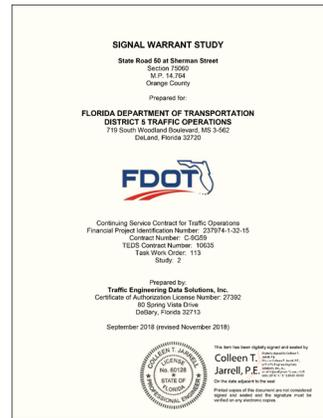 SIGNAL WARRANT STUDY
State Road 50 at Sherman Street
Section 75060
M.P. 14.764
Orange County
Prepared for:
FLORIDA DEPARTMENT OF TRANSPORTATION
DISTRICT 5 TRAFFIC OPERATIONS
719 South Woodland Boulevard, MS 3-562
DeLand, Florida 32720
FDOT
Continuing Service Contract for Traffic Operations
Financial Project Identification Number: 237974-1-32-15
Contract Number: C-9G59
TEDS Contract Number: 10635
Task Work Order: 113
Study: 2
Prepared by:
Traffic Engineering Data Solutions, Inc.
Certificate of Authorization License Number: 27392
80 Spring Vista Drive
DeBary, Florida 32713
September 2018 (revised November 2018)
COLLEEN T. JARRELL
LICENSE
No. 60128
STATE OF
FLORIDA
PROFESSIONAL ENGINEER
This item has been digitally signed and sealed by
Colleen T.
Jarrell, P.E.
On the date adjacent to the seal
Printed copies of this document are not considered
signed and sealed and the signature must be
verified on any electronic copies.